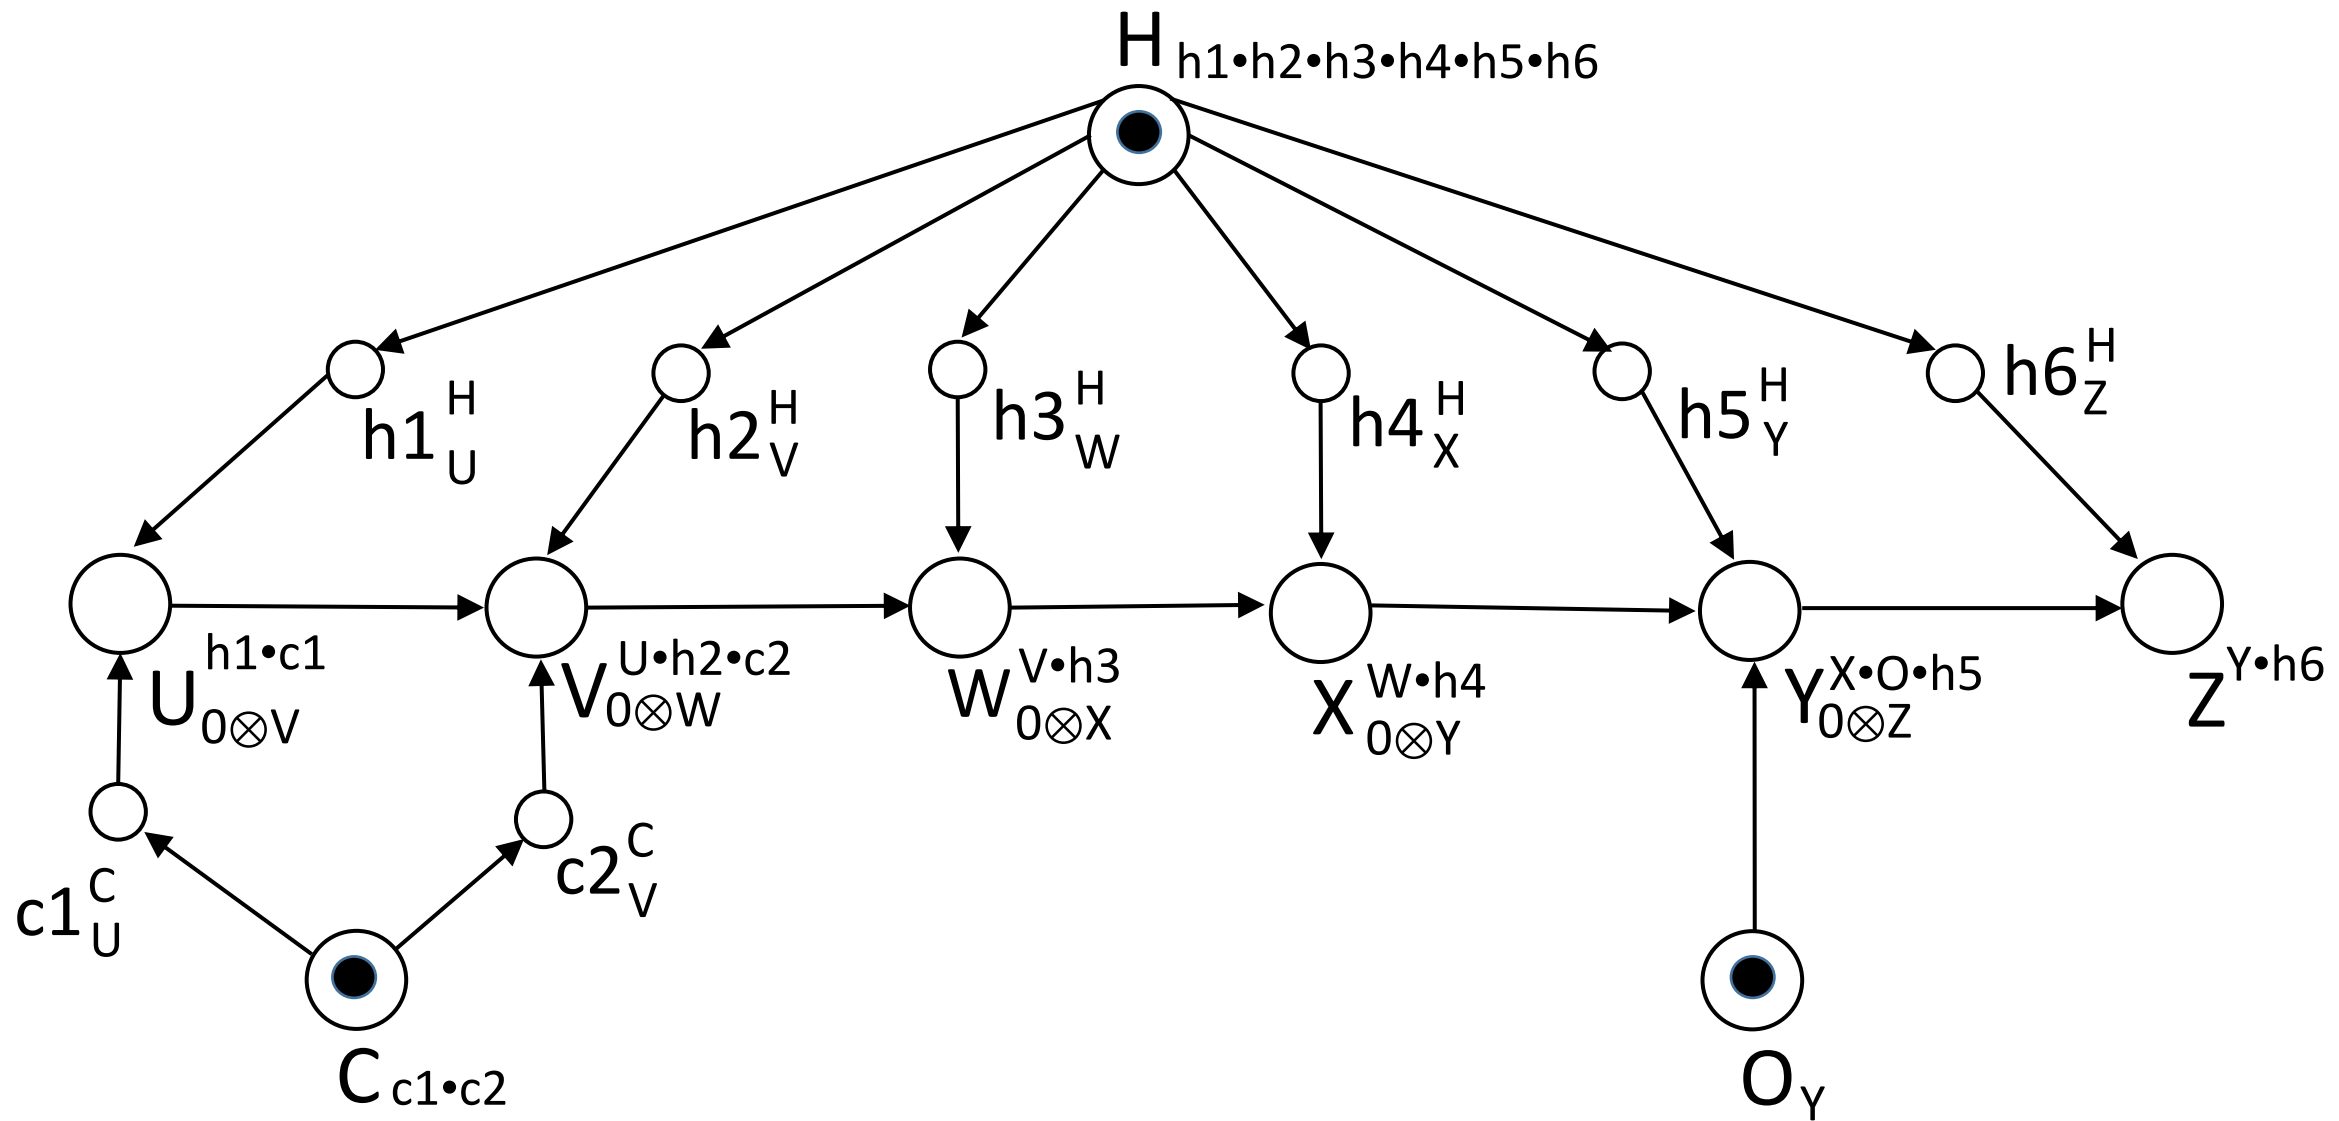 H h1•h2•h3•h4•h5•h6
h1 H U
h2 H V
h3 H W
h4 H X
h5 H Y
h6 H Z
U h1•c1 0⊗V
V U•h2•c2 0⊗W
W V•h3 0⊗X
X W•h4 0⊗Y
Y X•O•h5 0⊗Z
Z Y•h6
c1 C U
c2 C V
C c1•c2
O Y